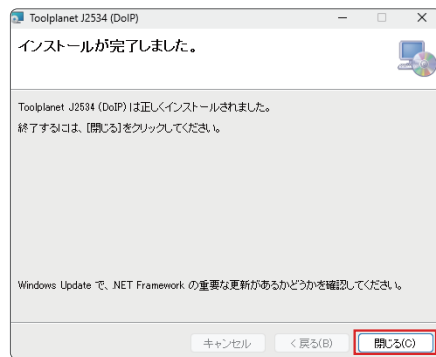 Toolplanet J2534 (DoIP)
インストールが完了しました。
Toolplanet J2534 (DoIP) は正しくインストールされました。
終了するには、[閉じる]をクリックしてください。
Windows Update で、.NET Framework の重要な更新があるかどうかを確認してください。
キャンセル < 戻る(B) 閉じる(C)